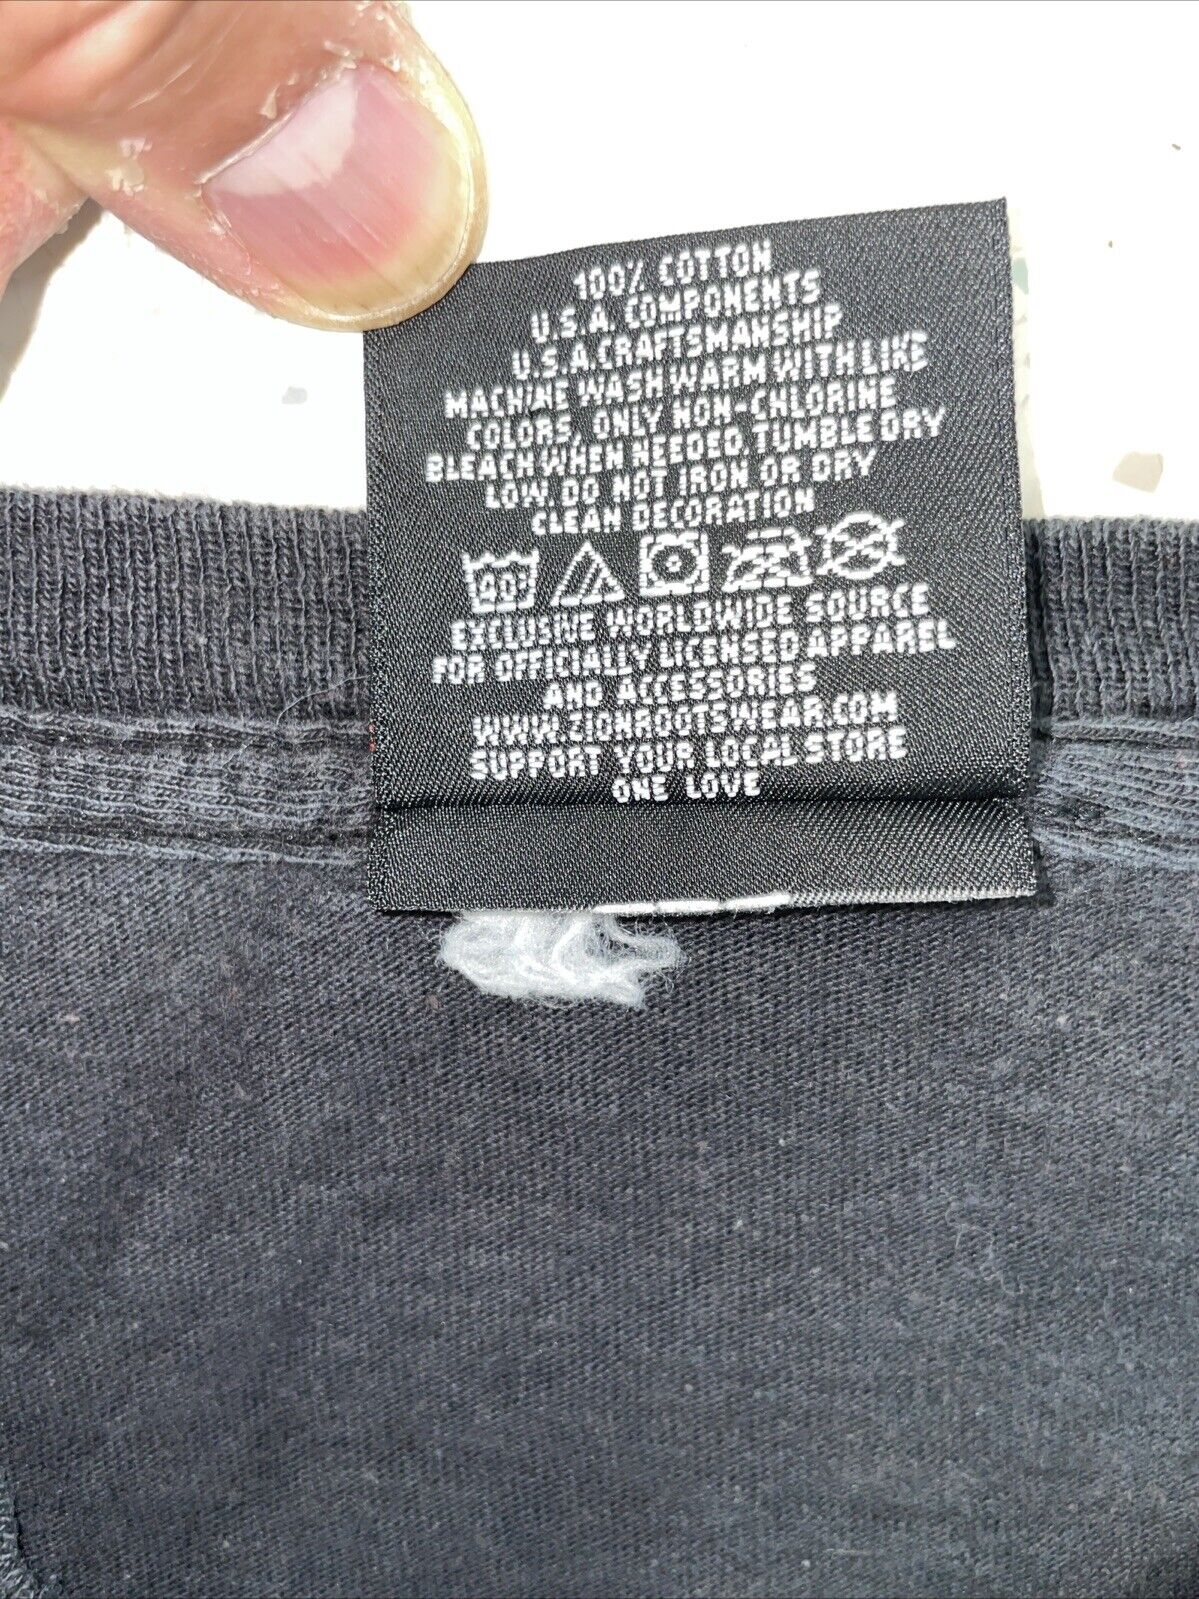 100% COTTON
U.S.A. COMPONENTS
U.S.A.CRAFTSMANSHIP
MACHINE WASH WARM WITH LIKE
COLORS, ONLY NON-CHLORINE
BLEACH WHEN NEEDED, TUMBLE DRY
LOW, DO NOT IRON OR DRY
CLEAN DECORATION
40°
EXCLUSIVE WORLDWIDE SOURCE
FOR OFFICIALLY LICENSED APPAREL
AND ACCESSORIES
WWW.ZIONROOTSWEAR.COM
SUPPORT YOUR LOCAL STORE
ONE LOVE